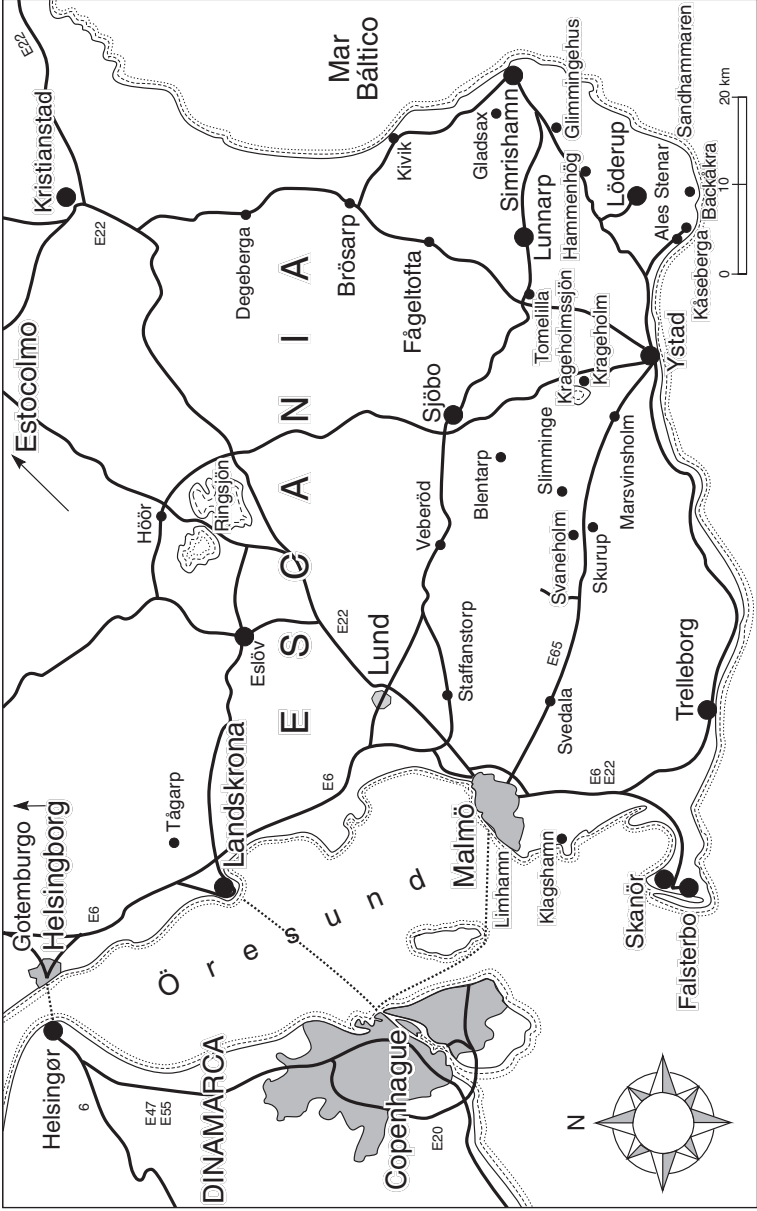 E22
Kristianstad
Mar
Báltico
Estocolmo
E22
Degeberga
Brösarp
Kivik
Gladsax
Simrishamn
Glimmingehus
Sandhammaren
Fågeltofta
Lunnarp
Hammenhög
Löderup
Ales Stenar
Backåkra
Kåseberga
0 10 20 km
Tomelilla
Krageholmssjön
Krageholm
Ystad
Höör
Ringsjön
ESCANIA
Sjöbo
Blentarp
Slimminge
Marsvinsholm
Veberöd
Svaneholm
Skurup
Eslöv
E22
Lund
Staffanstorp
E65
Svedala
Trelleborg
Gotemburgo
Helsingborg
Tågarp
Landskrona
E6
E6
E6
E22
Malmö
Limhamn
Klagshamn
Skanör
Falsterbo
Öresund
Helsingør
6
E47
E55
DINAMARCA
Copenhague
E20
N